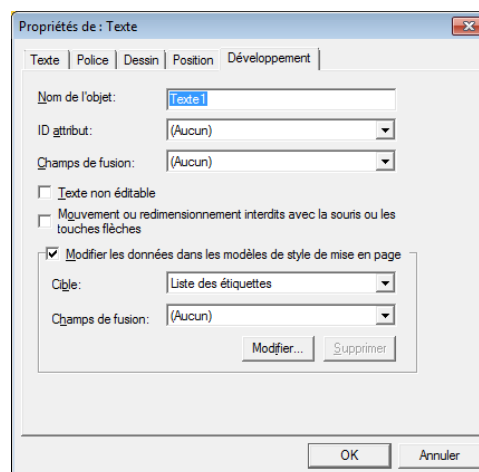 Propriétés de : Texte
Texte Police Dessin Position Développement
Nom de l'objet: Texte1
ID attribut: (Aucun)
Champs de fusion: (Aucun)
Texte non éditable
Mouvement ou redimensionnement interdits avec la souris ou les
touches flèches
Modifier les données dans les modèles de style de mise en page
Cible: Liste des étiquettes
Champs de fusion: (Aucun)
Modifier... Supprimer
OK Annuler